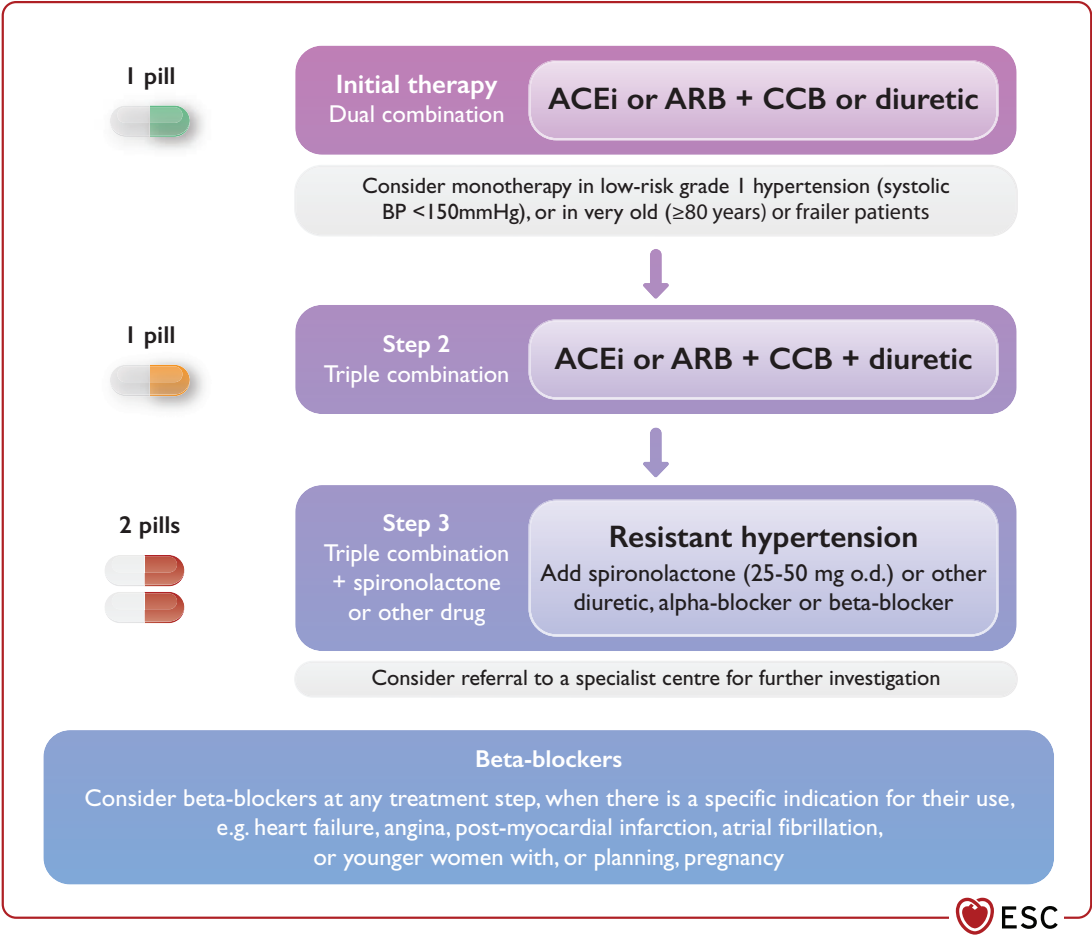 1 pill
Initial therapy
Dual combination
ACEi or ARB + CCB or diuretic
Consider monotherapy in low-risk grade 1 hypertension (systolic
BP <150mmHg), or in very old (≥80 years) or frailer patients
1 pill
Step 2
Triple combination
ACEi or ARB + CCB + diuretic
2 pills
Step 3
Triple combination
+ spironolactone
or other drug
Resistant hypertension
Add spironolactone (25-50 mg o.d.) or other
diuretic, alpha-blocker or beta-blocker
Consider referral to a specialist centre for further investigation
Beta-blockers
Consider beta-blockers at any treatment step, when there is a specific indication for their use,
e.g. heart failure, angina, post-myocardial infarction, atrial fibrillation,
or younger women with, or planning, pregnancy
ESC